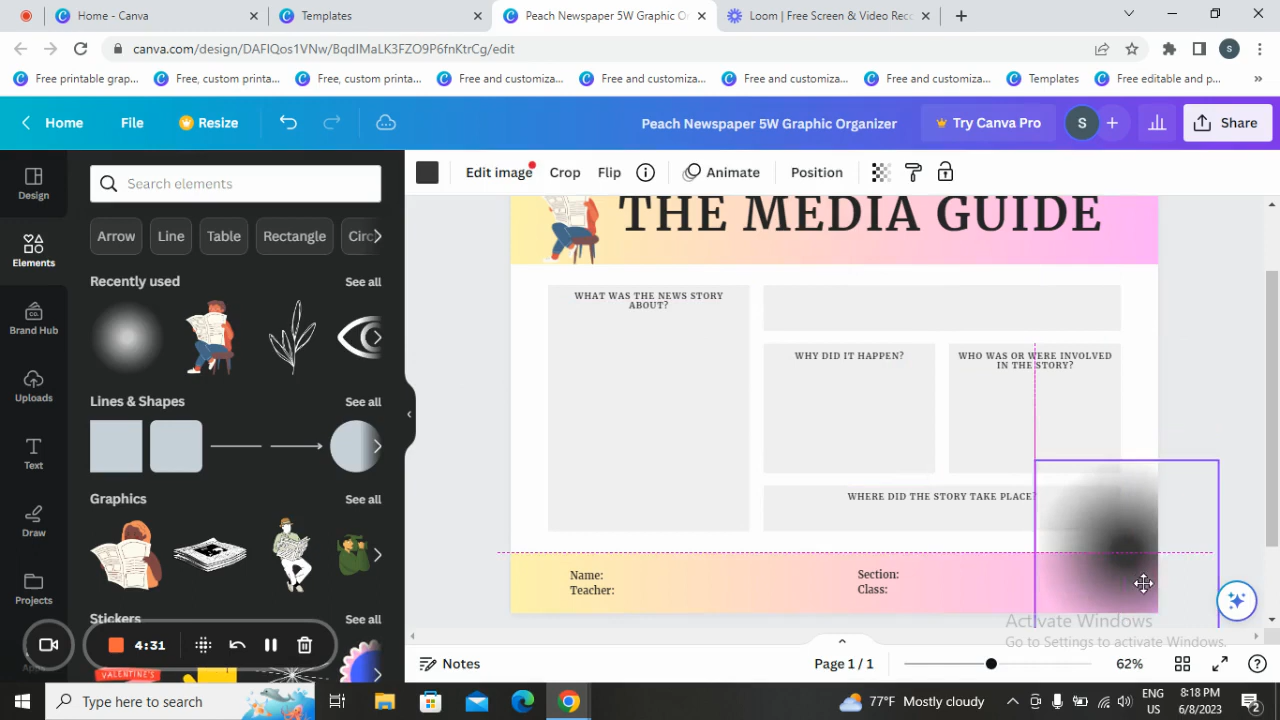 Home - Canva
Templates
Peach Newspaper 5W Graphic O
Loom | Free Screen & Video Rec
canva.com/design/DAFlQos1VNw/BqdIMaLK3FZO9P6fnKtrCg/edit
S
Free printable grap...
Free, custom printa...
Free, custom printa...
Free and customiza...
Free and customiza...
Free and customiza...
Free and customiza...
Templates
Free editable and p...
Home
File
Resize
Peach Newspaper 5W Graphic Organizer
Try Canva Pro
S
Share
Design
Elements
Brand Hub
Uploads
Text
Draw
Projects
Search elements
Arrow
Line
Table
Rectangle
Circ
Recently used
See all
Lines & Shapes
See all
Graphics
See all
Stickers
See all
VALENTINE'S
4:31
Edit image
Crop
Flip
Animate
Position
THE MEDIA GUIDE
WHAT WAS THE NEWS STORY
ABOUT?
WHY DID IT HAPPEN?
WHO WAS OR WERE INVOLVED
IN THE STORY?
WHERE DID THE STORY TAKE PLACE?
Name:
Teacher:
Section:
Class:
Activate Windows
Go to Settings to activate Windows.
Notes
Page 1 / 1
62%
Type here to search
77°F Mostly cloudy
ENG
US
8:18 PM
6/8/2023
2